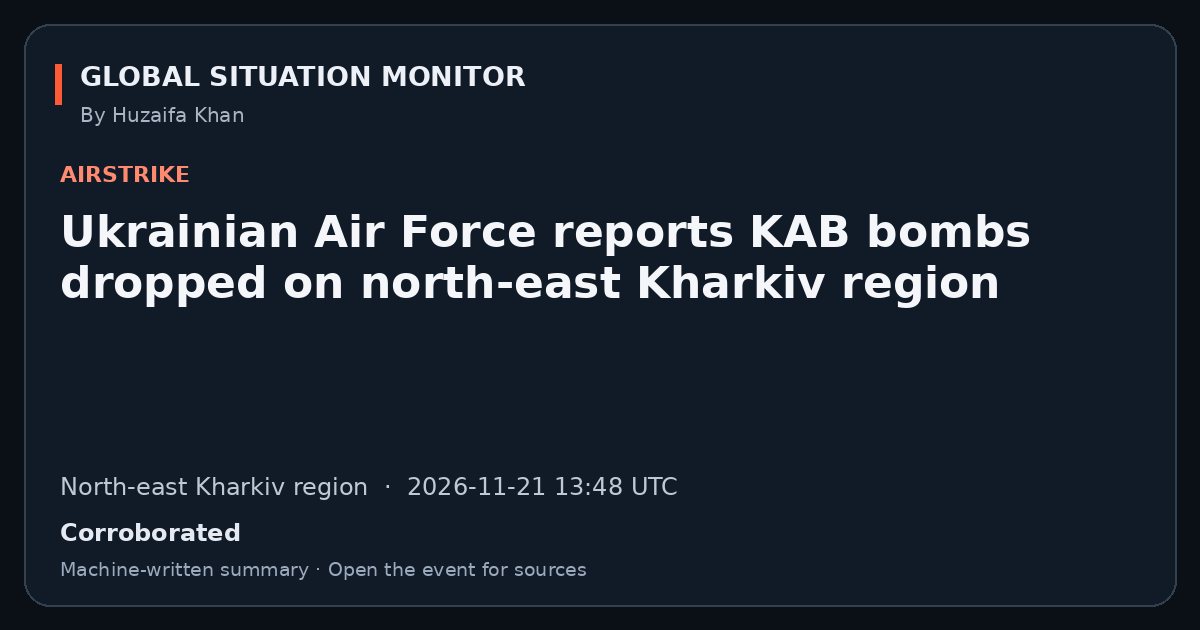 GLOBAL SITUATION MONITOR
By Huzaifa Khan
AIRSTRIKE
Ukrainian Air Force reports KAB bombs
dropped on north-east Kharkiv region
North-east Kharkiv region · 2026-11-21 13:48 UTC
Corroborated
Machine-written summary · Open the event for sources